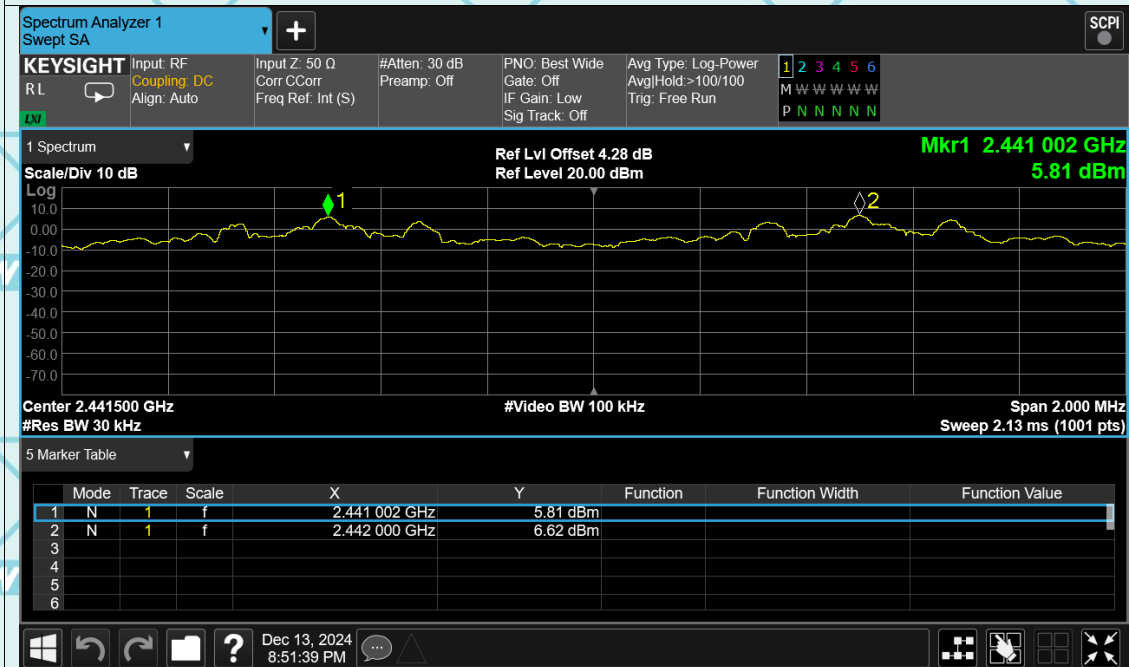 Spectrum Analyzer 1
Swept SA
+
SCPI
KEYSIGHT
RL
LXI
Input: RF
Coupling: DC
Align: Auto
Input Z: 50 Ω
Corr CCorr
Freq Ref: Int (S)
#Atten: 30 dB
Preamp: Off
PNO: Best Wide
Gate: Off
IF Gain: Low
Sig Track: Off
Avg Type: Log-Power
Avg|Hold:>100/100
Trig: Free Run
1 2 3 4 5 6
M W W W W W
P N N N N N
1 Spectrum
Scale/Div 10 dB
Ref Lvl Offset 4.28 dB
Ref Level 20.00 dBm
Mkr1 2.441 002 GHz
5.81 dBm
Log
10.0
0.00
-10.0
-20.0
-30.0
-40.0
-50.0
-60.0
-70.0
1
2
Center 2.441500 GHz
#Video BW 100 kHz
Span 2.000 MHz
#Res BW 30 kHz
Sweep 2.13 ms (1001 pts)
5 Marker Table
Mode Trace Scale X Y Function Function Width Function Value
1 N 1 f 2.441 002 GHz 5.81 dBm
2 N 1 f 2.442 000 GHz 6.62 dBm
3
4
5
6
?
Dec 13, 2024
8:51:39 PM